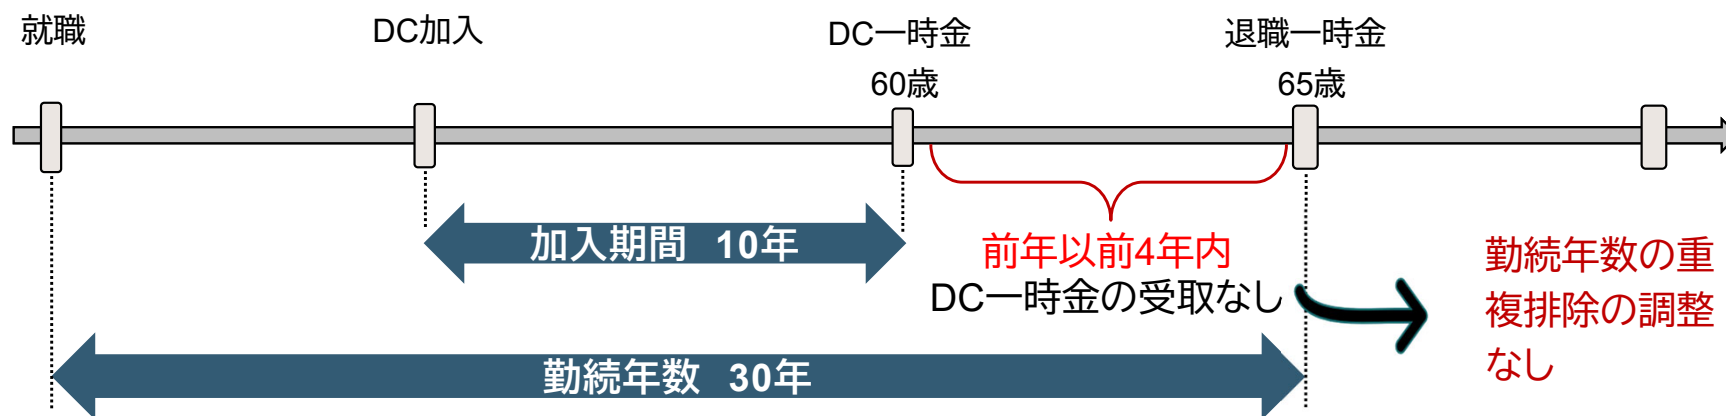 就職
DC加入
DC一時金
60歳
退職一時金
65歳
加入期間 10年
前年以前4年内
DC一時金の受取なし
勤続年数の重
複排除の調整
なし
勤続年数 30年